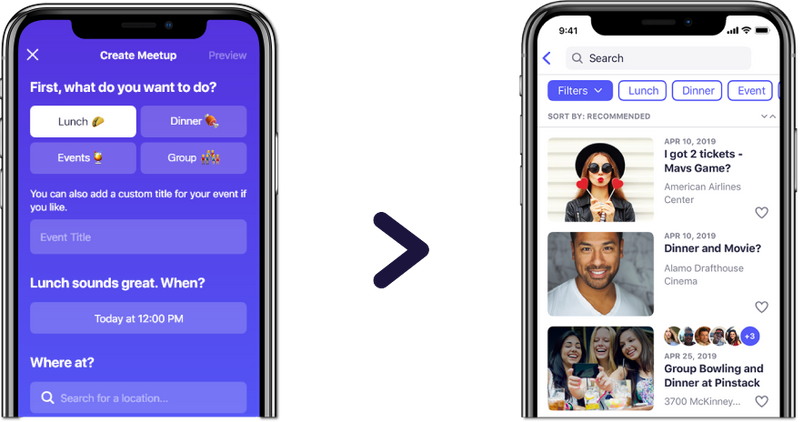 Create Meetup Preview
First, what do you want to do?
Lunch Dinner
Events Group
You can also add a custom title for your event if
you like.
Event Title
Lunch sounds great. When?
Today at 12:00 PM
Where at?
Search for a location...
9:41
Search
Filters Lunch Dinner Event
SORT BY: RECOMMENDED
APR 10, 2019
I got 2 tickets -
Mavs Game?
American Airlines
Center
APR 10, 2019
Dinner and Movie?
Alamo Drafthouse
Cinema
+3
APR 25, 2019
Group Bowling and
Dinner at Pinstack
3700 McKinney...